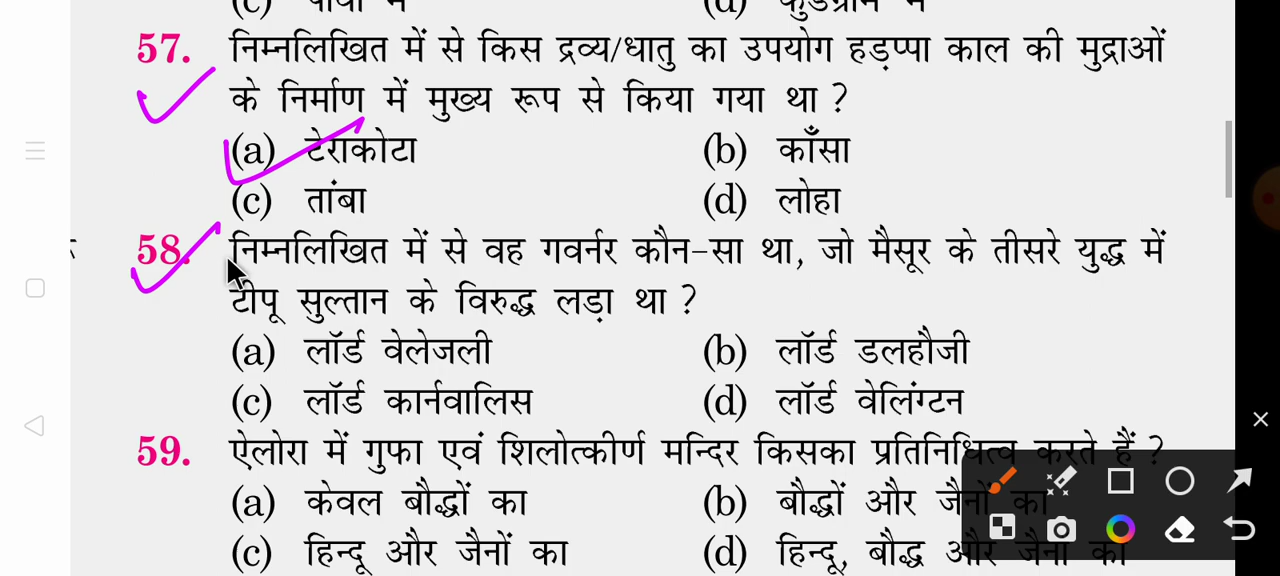 (c) पावा में (d) कुंडग्राम में
57. निम्नलिखित में से किस द्रव्य/धातु का उपयोग हड़प्पा काल की मुद्राओं
के निर्माण में मुख्य रूप से किया गया था ?
(a) टेराकोटा (b) काँसा
(c) तांबा (d) लोहा
58. निम्नलिखित में से वह गवर्नर कौन-सा था, जो मैसूर के तीसरे युद्ध में
टीपू सुल्तान के विरुद्ध लड़ा था ?
(a) लॉर्ड वेलेजली (b) लॉर्ड डलहौजी
(c) लॉर्ड कार्नवालिस (d) लॉर्ड वेलिंग्टन
59. ऐलोरा में गुफा एवं शिलोत्कीर्ण मन्दिर किसका प्रतिनिधित्व करते हैं ?
(a) केवल बौद्धों का (b) बौद्धों और जैनों का
(c) हिन्दू और जैनों का (d) हिन्दू, बौद्ध और जैनों का